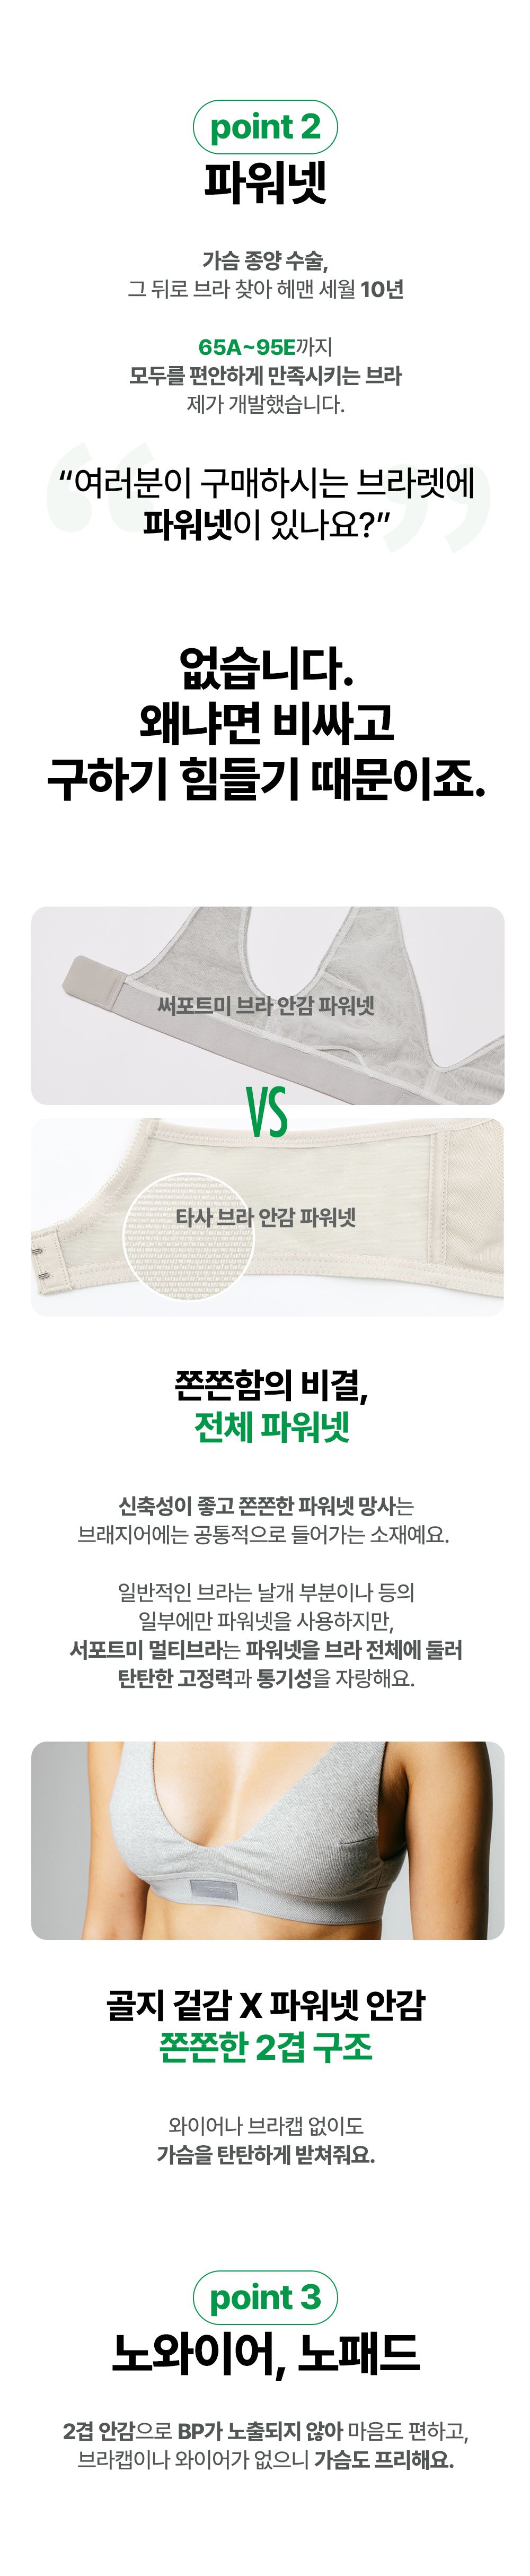 point 2
파워넷
가슴 종양 수술,
그 뒤로 브라 찾아 헤맨 세월 10년
65A~95E까지
모두를 편안하게 만족시키는 브라
제가 개발했습니다.
“여러분이 구매하시는 브라렛에
파워넷이 있나요?”
없습니다.
왜냐면 비싸고
구하기 힘들기 때문이죠.
써포트미 브라 안감 파워넷
VS
타사 브라 안감 파워넷
쫀쫀함의 비결,
전체 파워넷
신축성이 좋고 쫀쫀한 파워넷 망사는
브래지어에는 공통적으로 들어가는 소재예요.
일반적인 브라는 날개 부분이나 등의
일부에만 파워넷을 사용하지만,
서포트미 멀티브라는 파워넷을 브라 전체에 둘러
탄탄한 고정력과 통기성을 자랑해요.
골지 겉감 X 파워넷 안감
쫀쫀한 2겹 구조
와이어나 브라캡 없이도
가슴을 탄탄하게 받쳐줘요.
point 3
노와이어, 노패드
2겹 안감으로 BP가 노출되지 않아 마음도 편하고,
브라캡이나 와이어가 없으니 가슴도 프리해요.